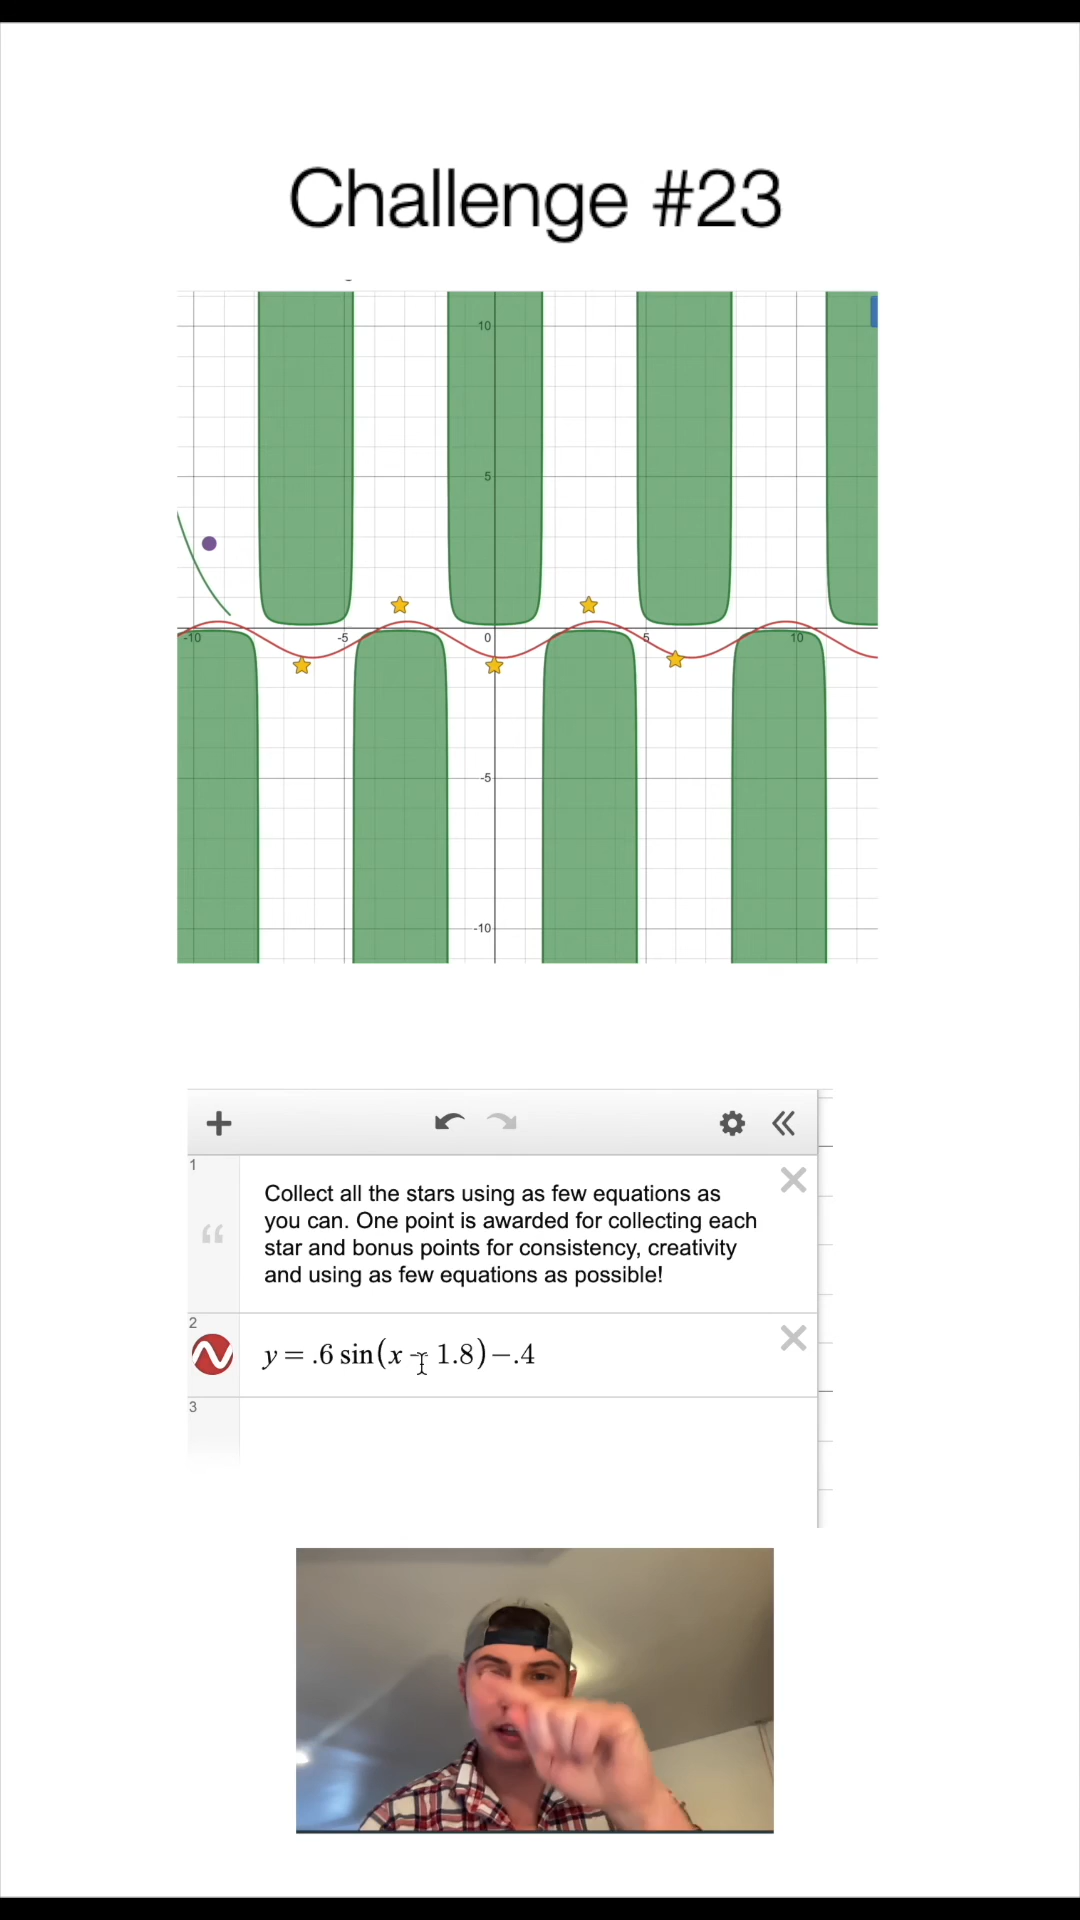 Challenge #23
10
5
-10
-5
0
5
10
-5
-10
1
Collect all the stars using as few equations as
you can. One point is awarded for collecting each
star and bonus points for consistency, creativity
and using as few equations as possible!
2
y = .6 sin(x - 1.8) - .4
3